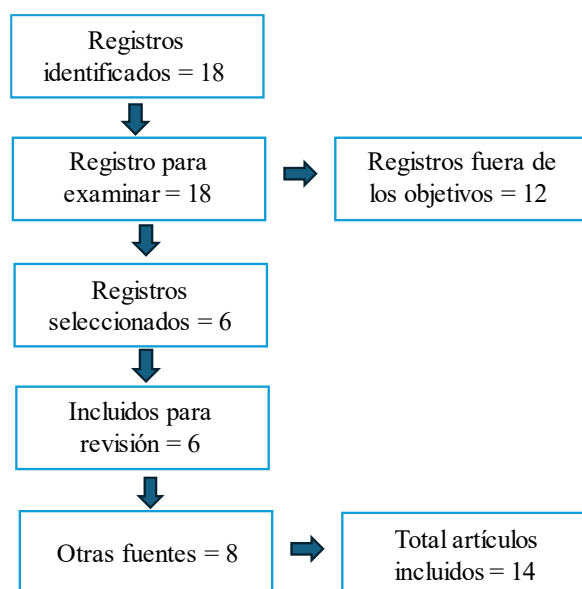 Registros
identificados = 18
Registro para
examinar = 18
Registros fuera de
los objetivos = 12
Registros
seleccionados = 6
Incluidos para
revisión = 6
Otras fuentes = 8
Total artículos
incluidos = 14